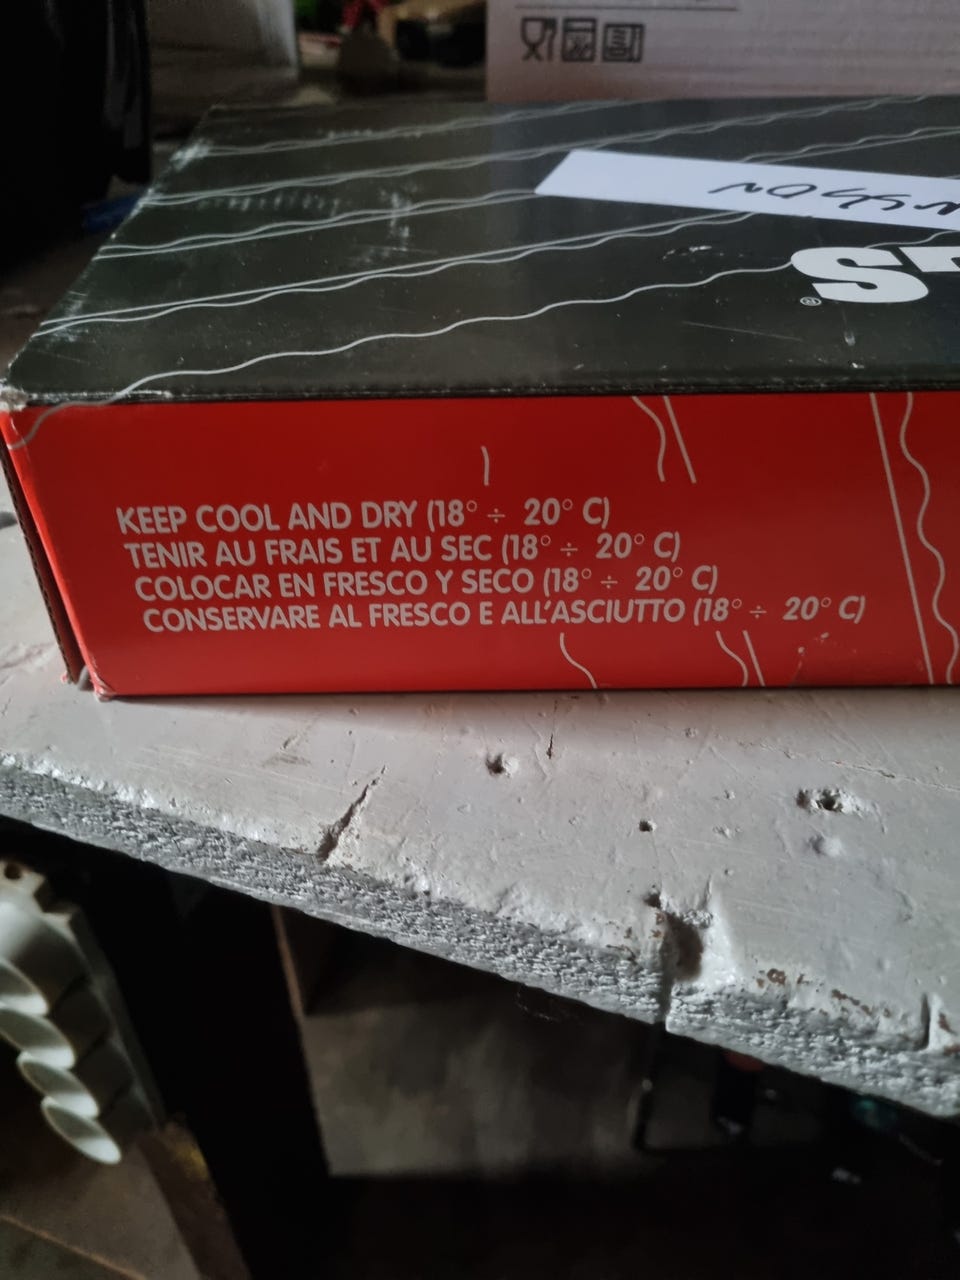 KEEP COOL AND DRY (18° ÷ 20° C)
TENIR AU FRAIS ET AU SEC (18° ÷ 20° C)
COLOCAR EN FRESCO Y SECO (18° ÷ 20° C)
CONSERVARE AL FRESCO E ALL'ASCIUTTO (18° ÷ 20° C)